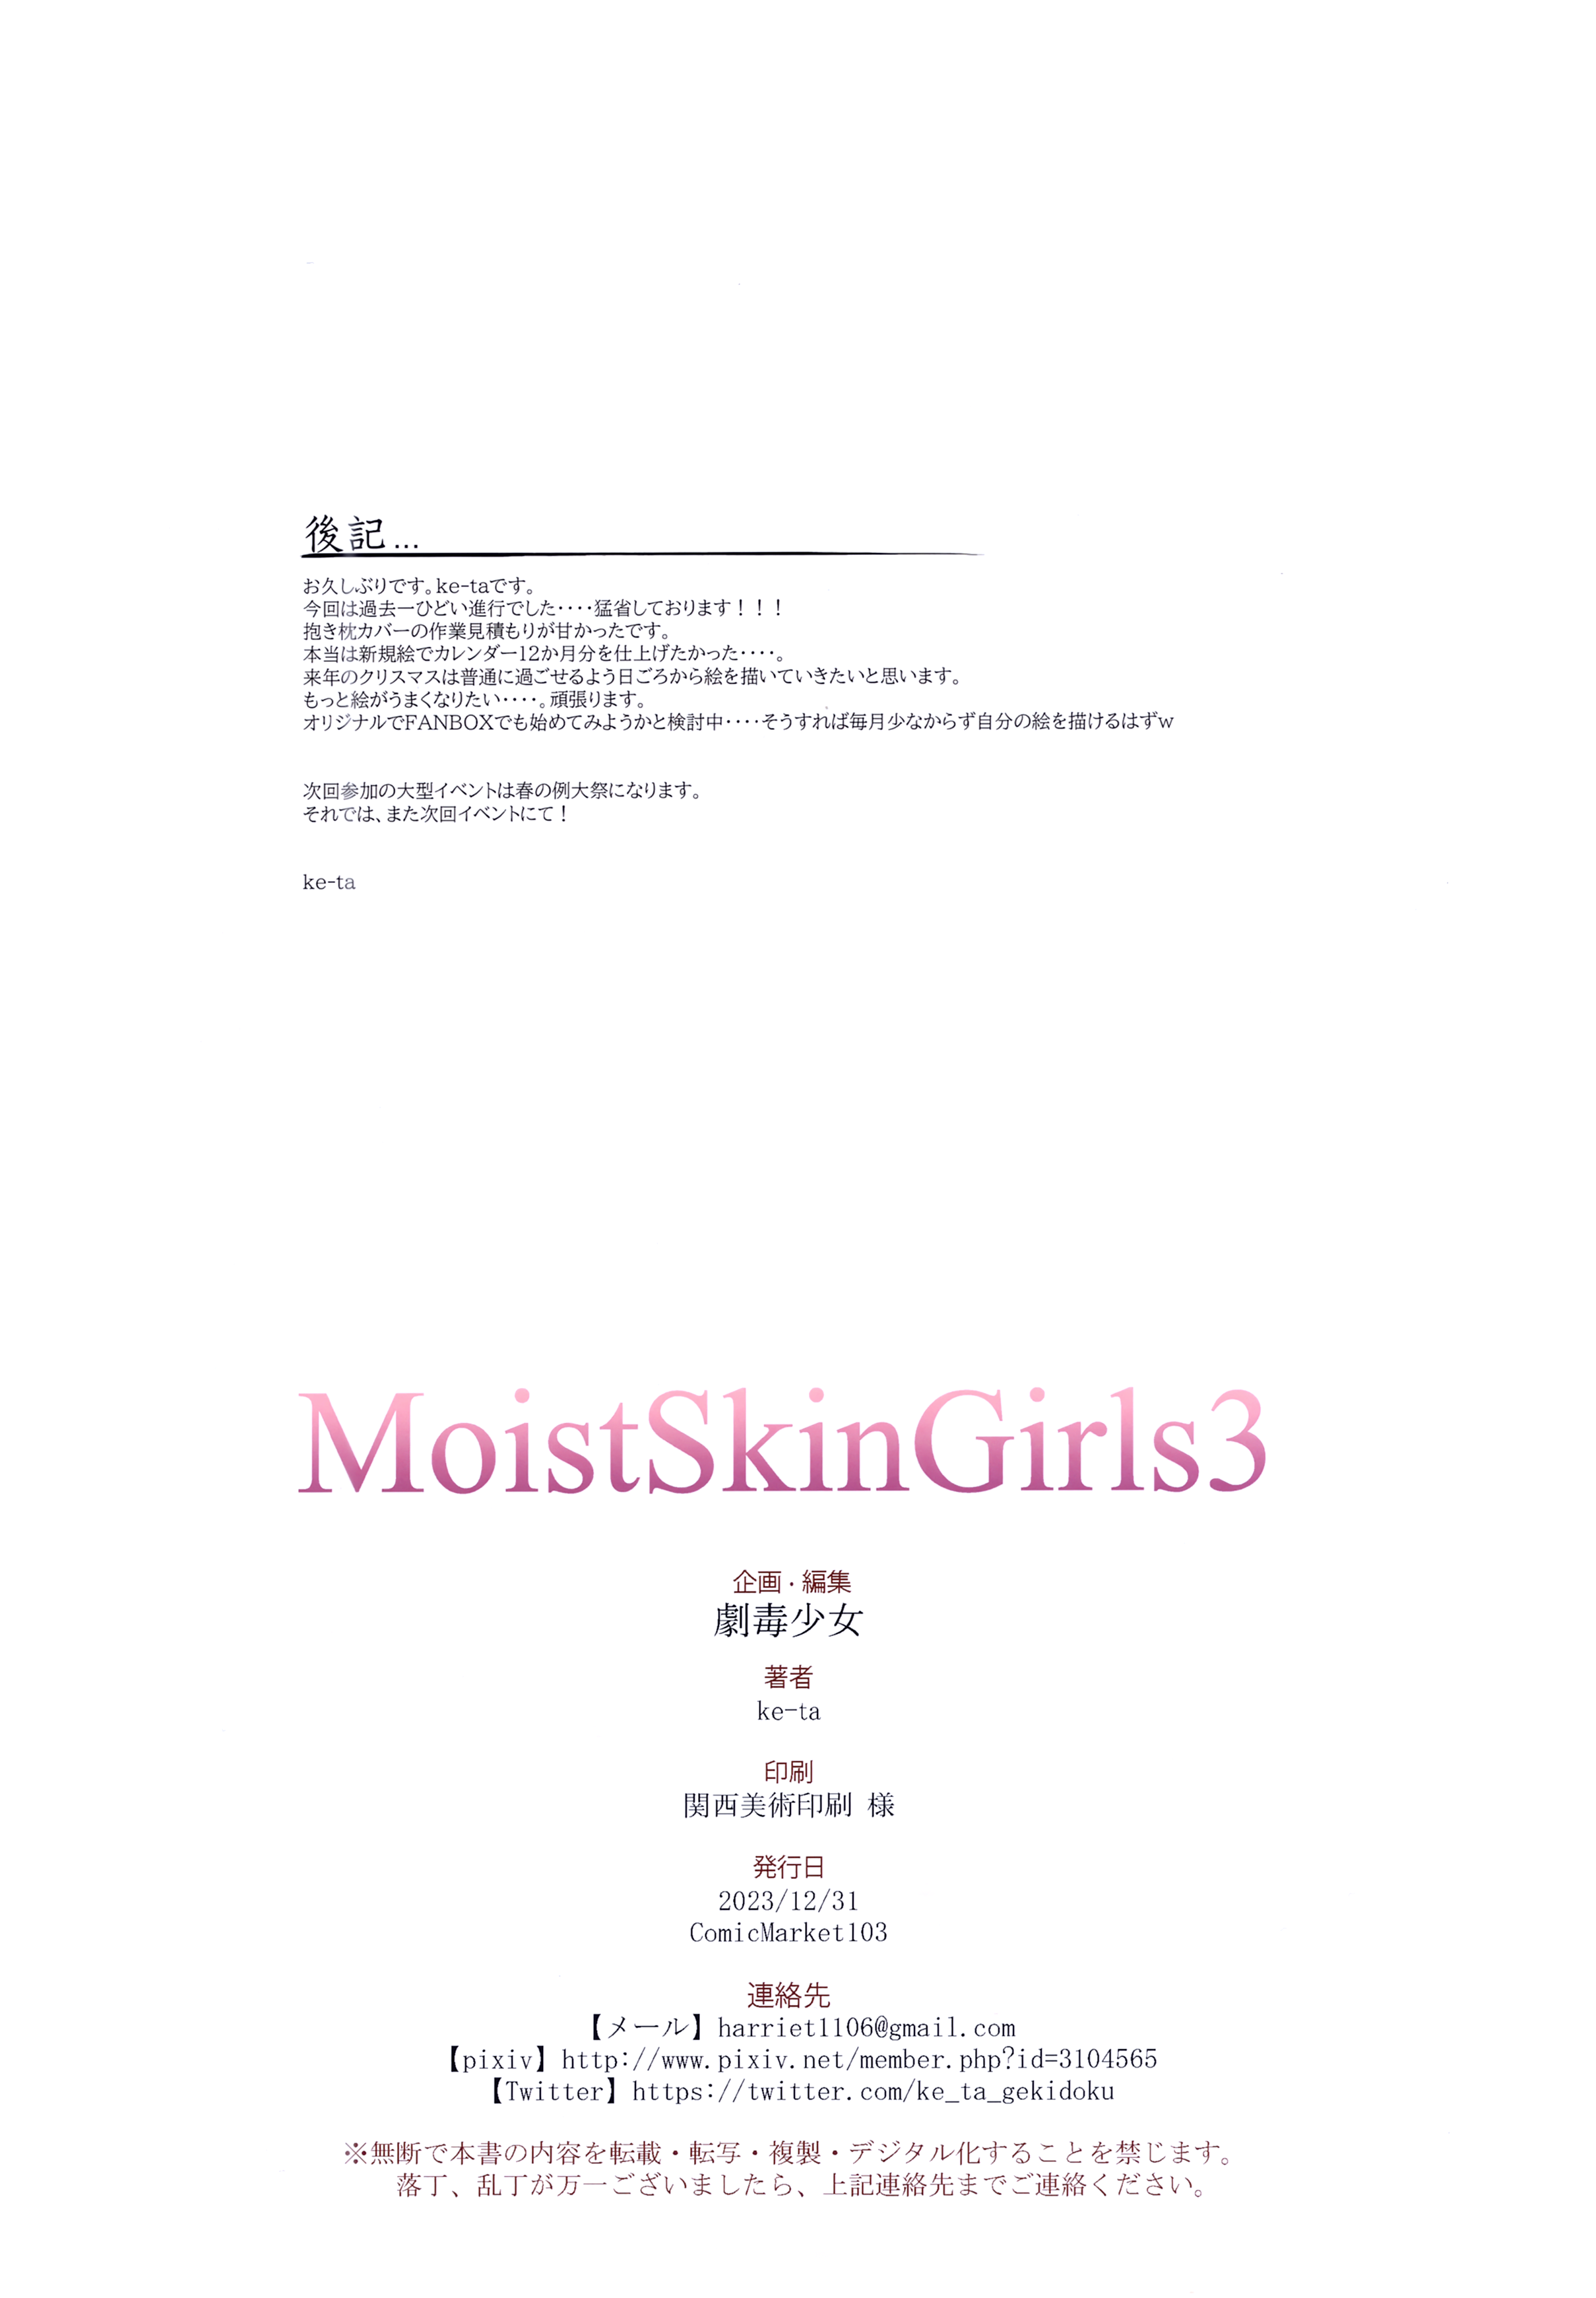 後記...
お久しぶりです。ke-taです。
今回は過去一ひどい進行でした････猛省しております！！！
抱き枕カバーの作業見積もりが甘かったです。
本当は新規絵でカレンダー12か月分を仕上げたかった････。
来年のクリスマスは普通に過ごせるよう日ごろから絵を描いていきたいと思います。
もっと絵がうまくなりたい････。頑張ります。
オリジナルでFANBOXでも始めてみようかと検討中････そうすれば毎月少なからず自分の絵を描けるはずw
次回参加の大型イベントは春の例大祭になります。
それでは、また次回イベントにて！
ke-ta
MoistSkinGirls3
企画・編集
劇毒少女
著者
ke-ta
印刷
関西美術印刷 様
発行日
2023/12/31
ComicMarket103
連絡先
【メール】harriet1106@gmail.com
【pixiv】http://www.pixiv.net/member.php?id=3104565
【Twitter】https://twitter.com/ke_ta_gekidoku
※無断で本書の内容を転載・転写・複製・デジタル化することを禁じます。
落丁、乱丁が万一ございましたら、上記連絡先までご連絡ください。